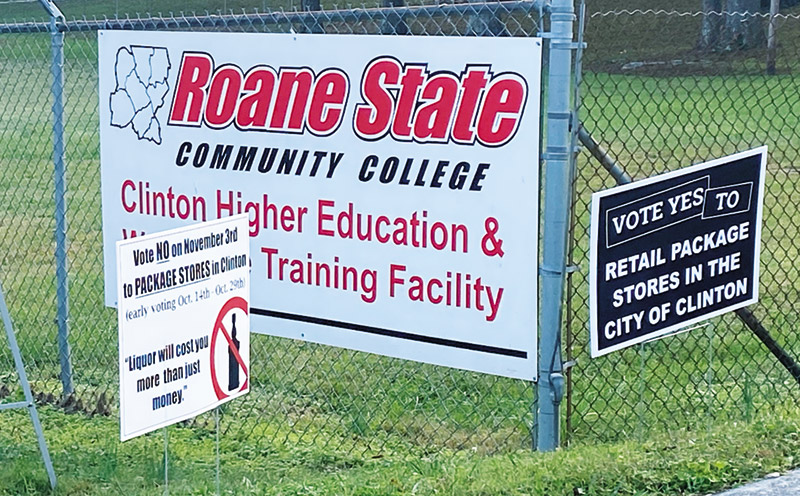 Roane State
COMMUNITY COLLEGE
Clinton Higher Education &
Training Facility
Vote NO on November 3rd
to PACKAGE STORES in Clinton
(early voting Oct. 14th - Oct. 29th)
"Liquor will cost you
more than just
money."
VOTE YES TO
RETAIL PACKAGE
STORES IN THE
CITY OF CLINTON